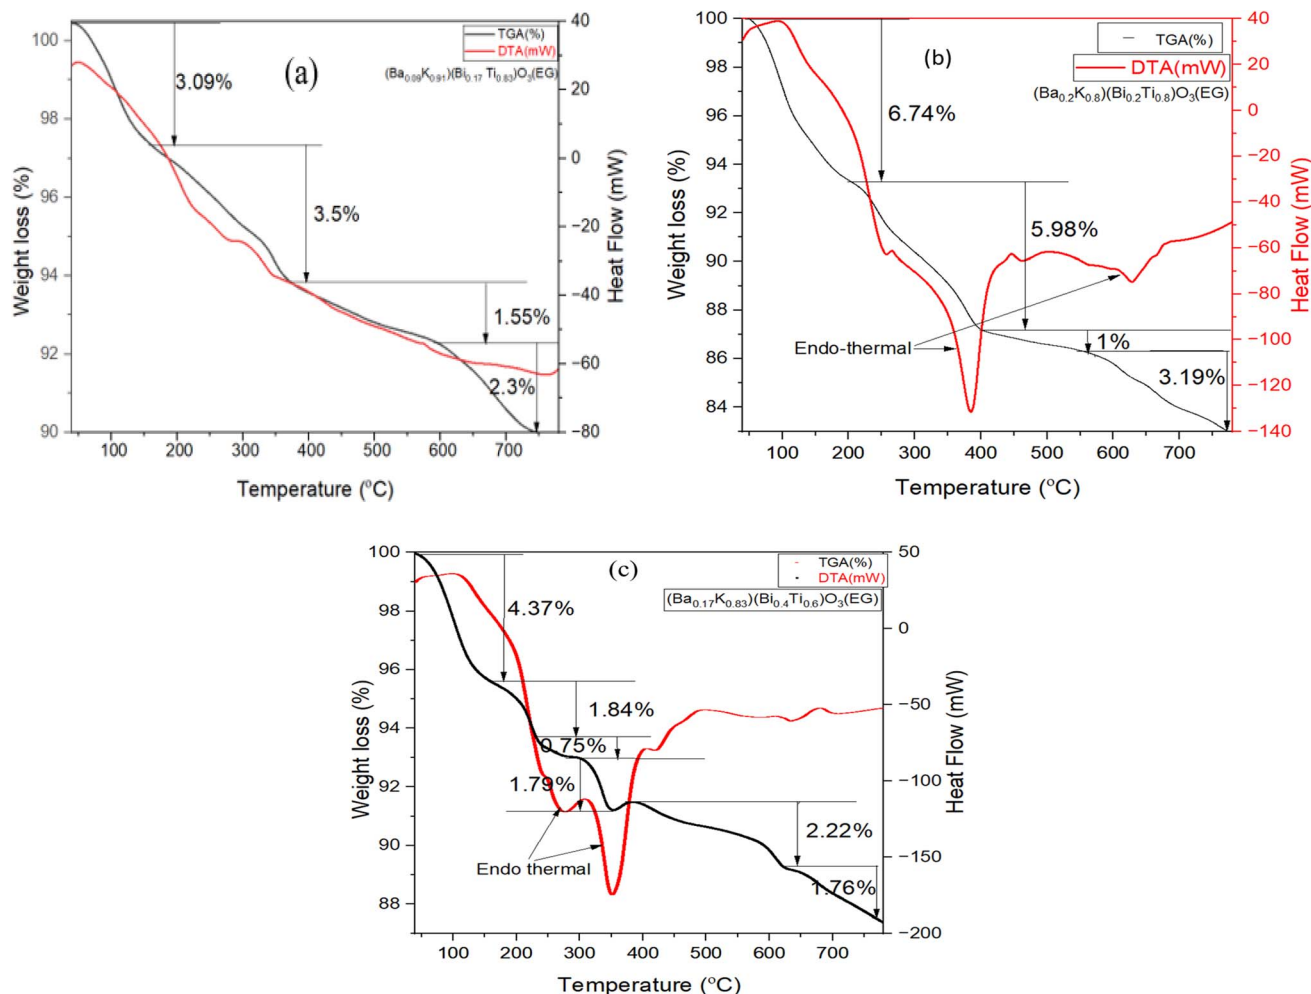 (a)
TGA(%)
DTA(mW)
(Ba0.09K0.91)(Bi0.17 Ti0.83)O3(EG)
3.09%
3.5%
1.55%
2.3%
100
98
96
94
92
90
Weight loss (%)
40
20
0
−20
−40
−60
−80
Heat Flow (mW)
100 200 300 400 500 600 700
Temperature (°C)
(b)
TGA(%)
DTA(mW)
(Ba0.2K0.8)(Bi0.2Ti0.8)O3(EG)
6.74%
5.98%
Endo-thermal
1%
3.19%
100
98
96
94
92
90
88
86
84
Weight loss (%)
40
20
0
−20
−40
−60
−80
−100
−120
−140
Heat Flow (mW)
100 200 300 400 500 600 700
Temperature (°C)
(c)
TGA(%)
DTA(mW)
(Ba0.17K0.83)(Bi0.4Ti0.6)O3(EG)
4.37%
1.84%
0.75%
1.79%
2.22%
Endo thermal
1.76%
100
98
96
94
92
90
88
Weight loss (%)
50
0
−50
−100
−150
−200
Heat Flow (mW)
100 200 300 400 500 600 700
Temperature (°C)